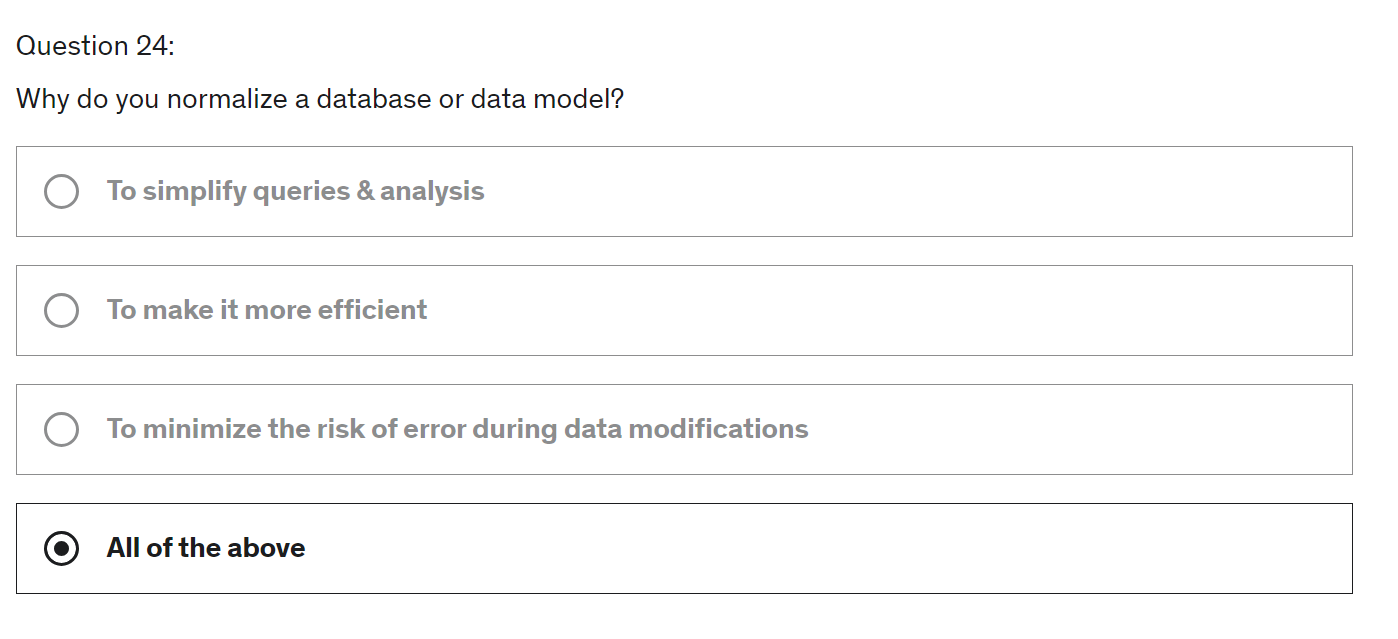 Question 24:
Why do you normalize a database or data model?
To simplify queries & analysis
To make it more efficient
To minimize the risk of error during data modifications
All of the above